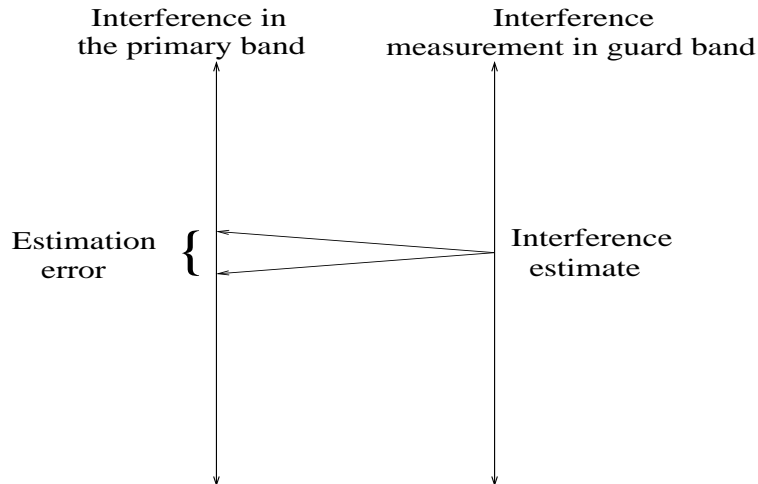 Interference in
the primary band
Interference
measurement in guard band
Estimation
error
{
Interference
estimate